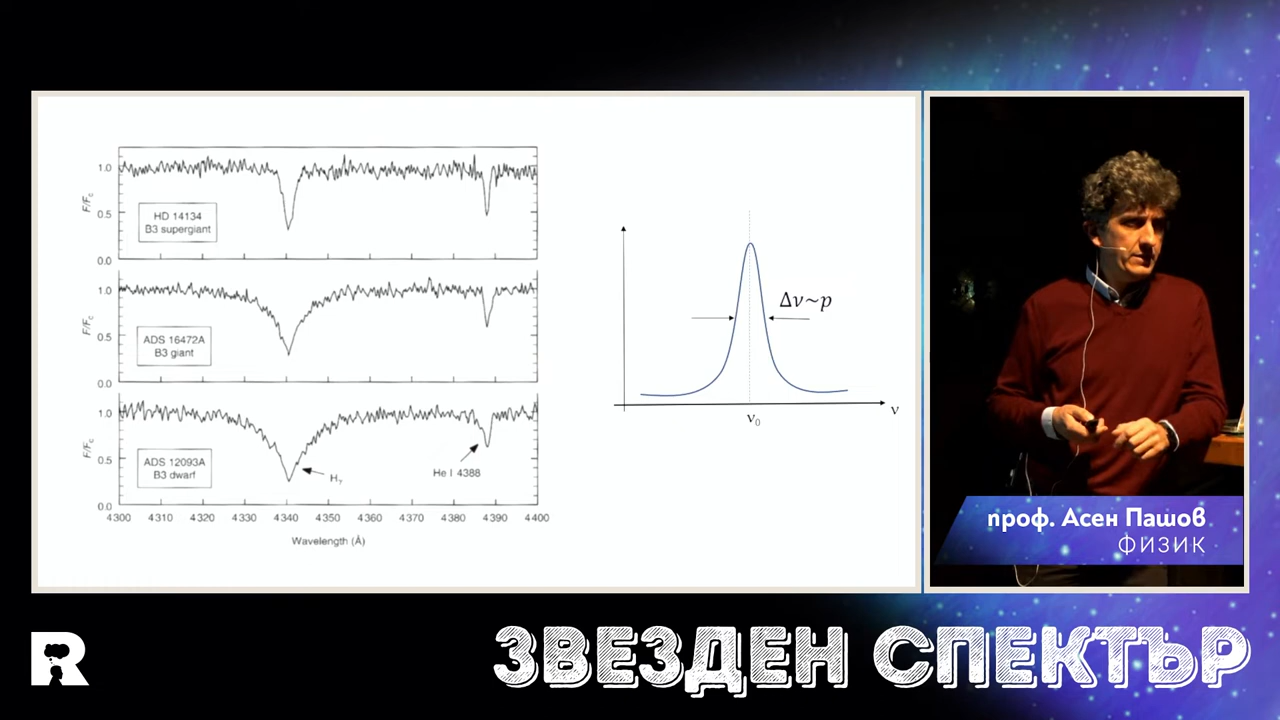 1.0
F/Fc
0.5
HD 14134
B3 supergiant
0.0
1.0
F/Fc
0.5
ADS 16472A
B3 giant
0.0
1.0
F/Fc
0.5
ADS 12093A
B3 dwarf
Hγ
He I 4388
0.0
4300 4310 4320 4330 4340 4350 4360 4370 4380 4390 4400
Wavelength (Å)
Δν~p
ν
ν0
проф. Асен Пашов
ФИЗИК
R
ЗВЕЗДЕН СПЕКТЪР